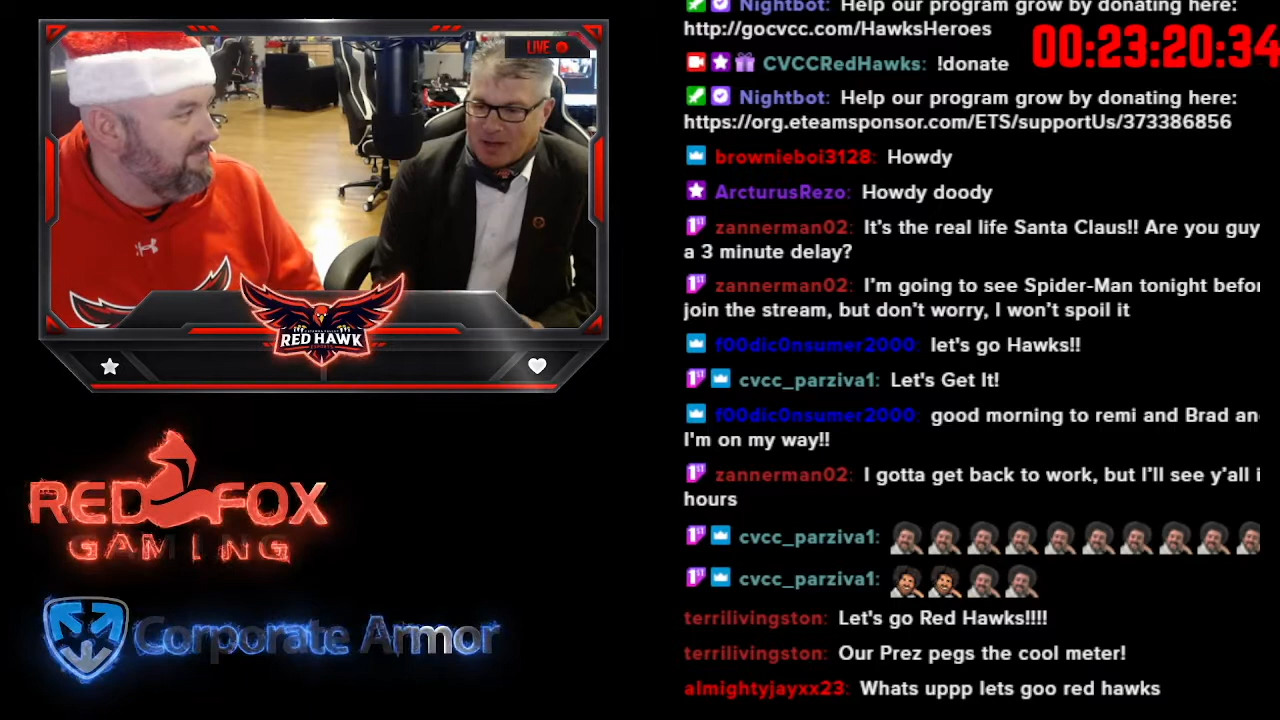 LIVE
RED HAWK
RED FOX
GAMING
Corporate Armor
Nightbot: Help our program grow by donating here:
http://gocvcc.com/HawksHeroes
00:23:20:34
CVCCRedHawks: !donate
Nightbot: Help our program grow by donating here:
https://org.eteamsponsor.com/ETS/supportUs/373386856
brownieboi3128: Howdy
ArcturusRezo: Howdy doody
zannerman02: It's the real life Santa Claus!! Are you guy
a 3 minute delay?
zannerman02: I'm going to see Spider-Man tonight befor
join the stream, but don't worry, I won't spoil it
f00dic0nsumer2000: let's go Hawks!!
cvcc_parziva1: Let's Get It!
f00dic0nsumer2000: good morning to remi and Brad an
I'm on my way!!
zannerman02: I gotta get back to work, but I'll see y'all i
hours
cvcc_parziva1:
cvcc_parziva1:
terrilivingston: Let's go Red Hawks!!!!
terrilivingston: Our Prez pegs the cool meter!
almightyjayxx23: Whats uppp lets goo red hawks